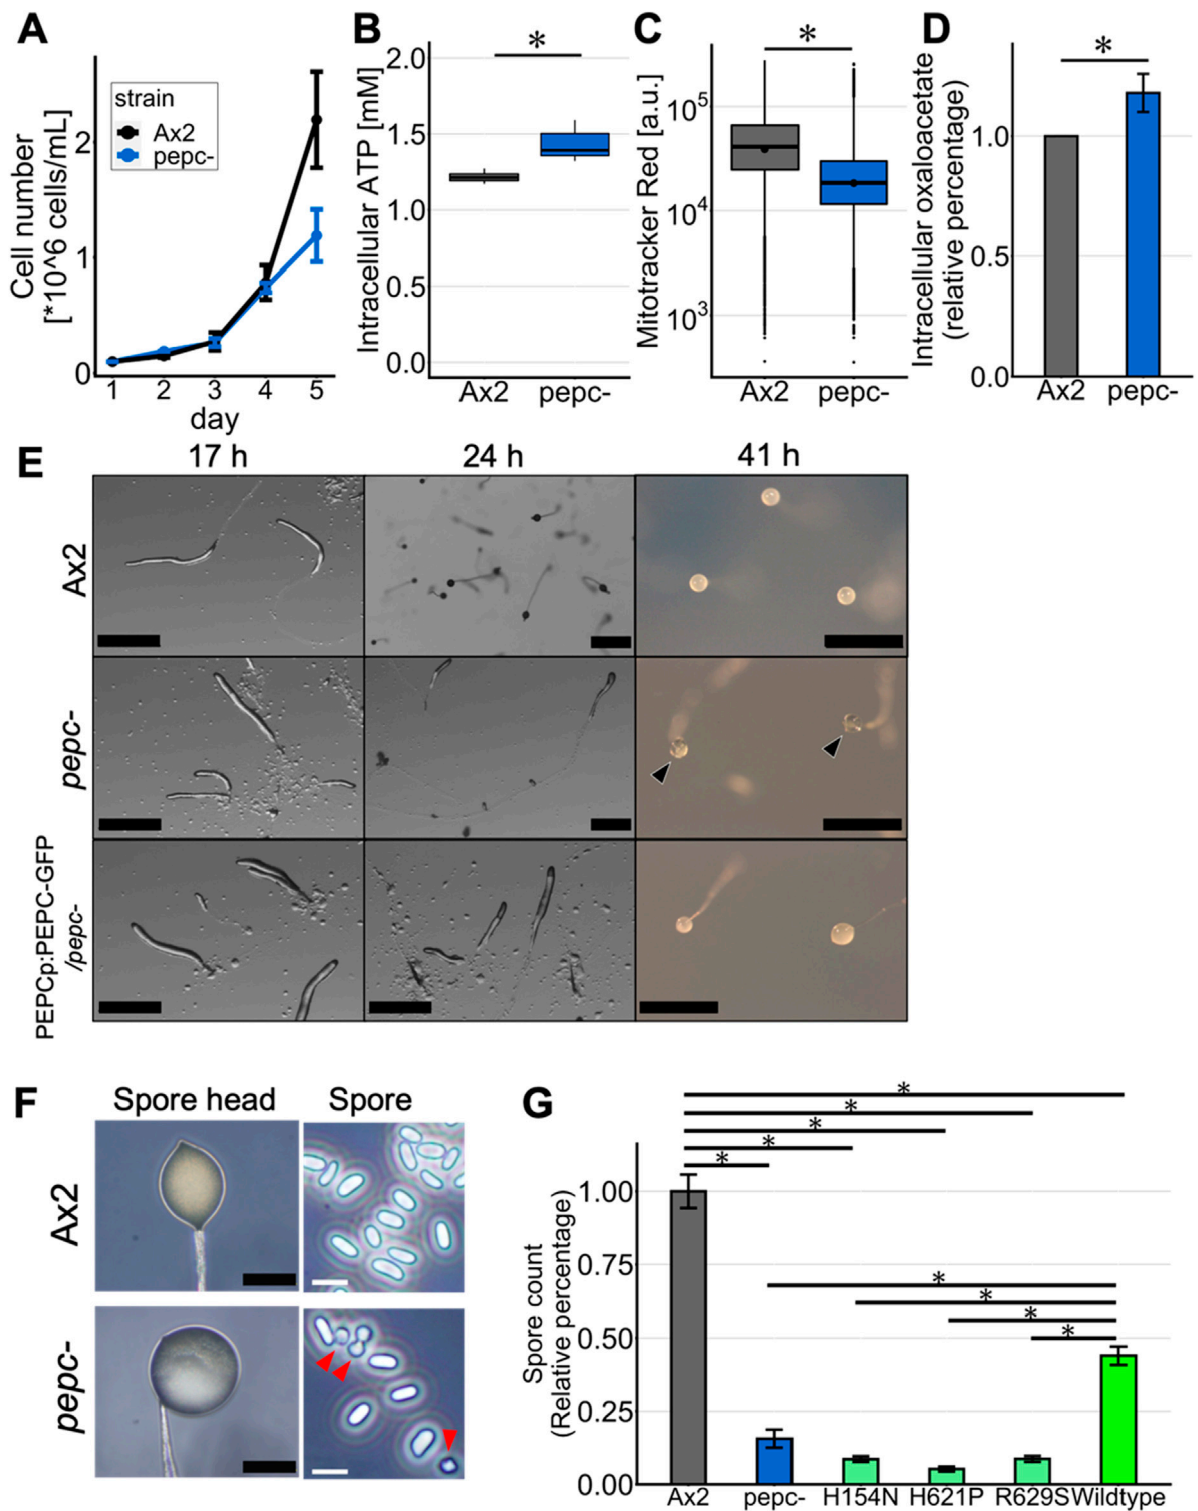 A
Cell number
[*10^6 cells/mL]
2
1
0
strain
Ax2
pepc-
1 2 3 4 5
day
B
Intracellular ATP [mM]
2.0
1.5
1.0
0.5
0.0
*
Ax2 pepc-
C
Mitotracker Red [a.u.]
10^5
10^4
10^3
*
Ax2 pepc-
D
Intracellular oxaloacetate
(relative percentage)
1.0
0.5
0.0
*
Ax2 pepc-
E
17 h 24 h 41 h
Ax2
pepc-
PEPCp:PEPC-GFP
/pepc-
F
Spore head Spore
Ax2
pepc-
G
Spore count
(Relative percentage)
1.00
0.75
0.50
0.25
0.00
*
*
*
*
*
*
*
*
*
Ax2 pepc- H154N H621P R629S Wildtype